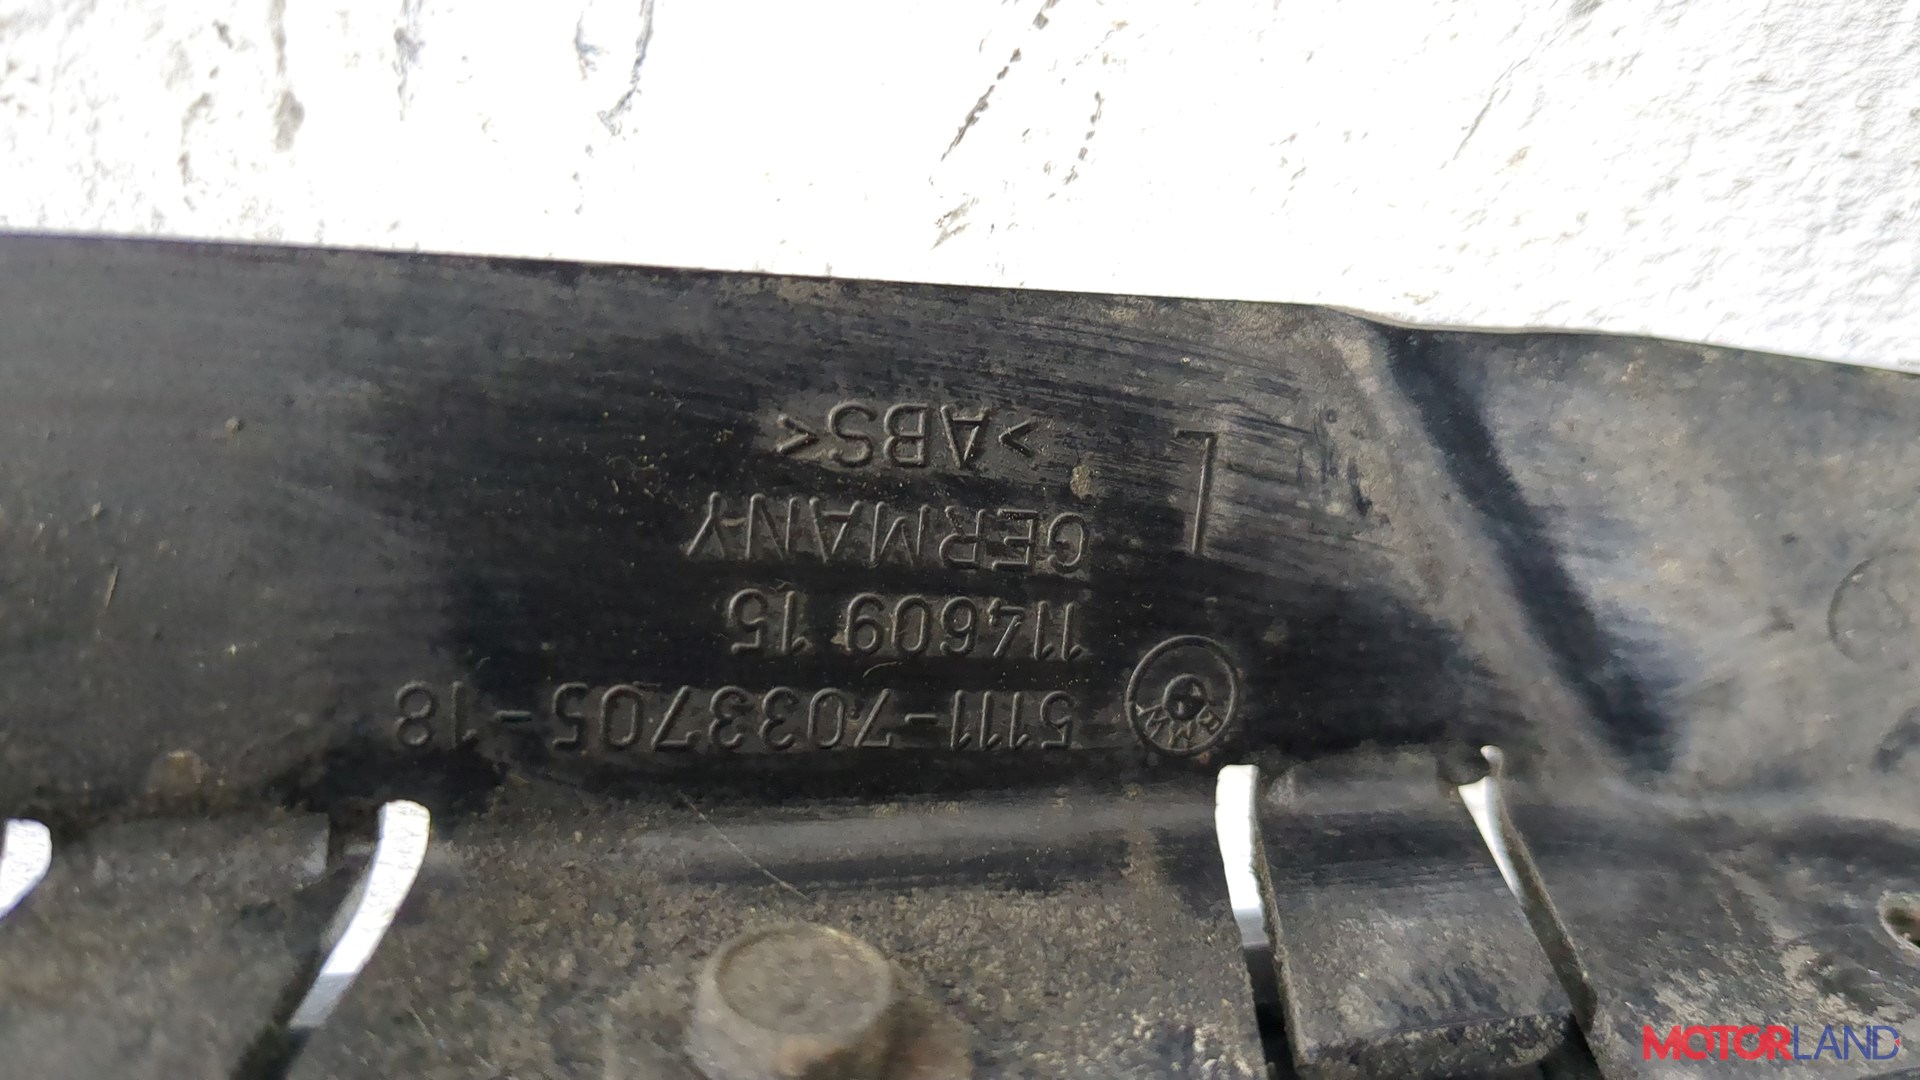 BMW
5111-7033705-18
114609 15
GERMANY
L
>ABS<
MOTORLAND